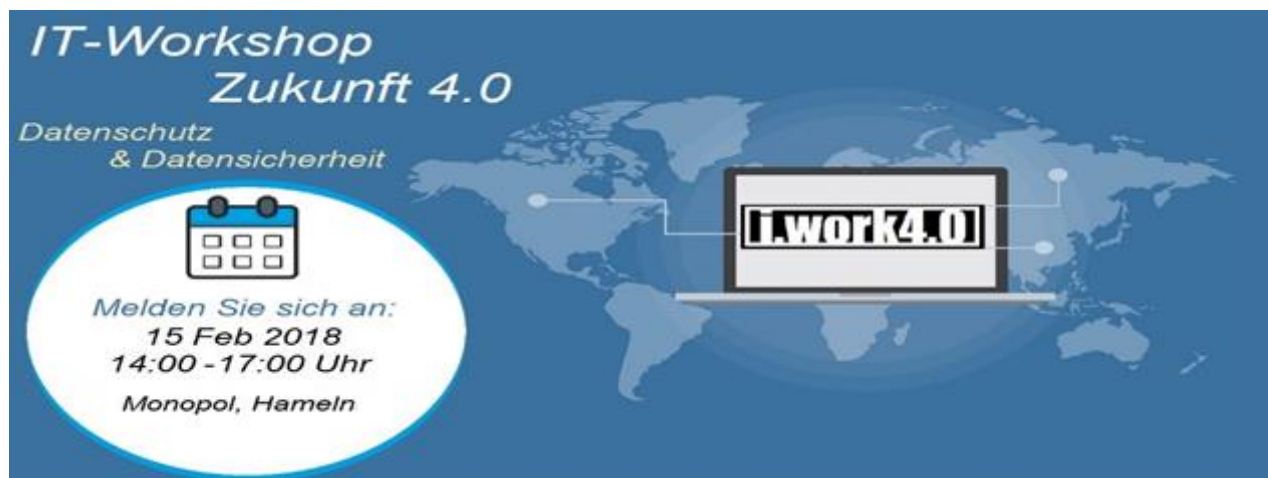 IT-Workshop
Zukunft 4.0
Datenschutz
& Datensicherheit
Melden Sie sich an:
15 Feb 2018
14:00 -17:00 Uhr
Monopol, Hameln
i.work4.0